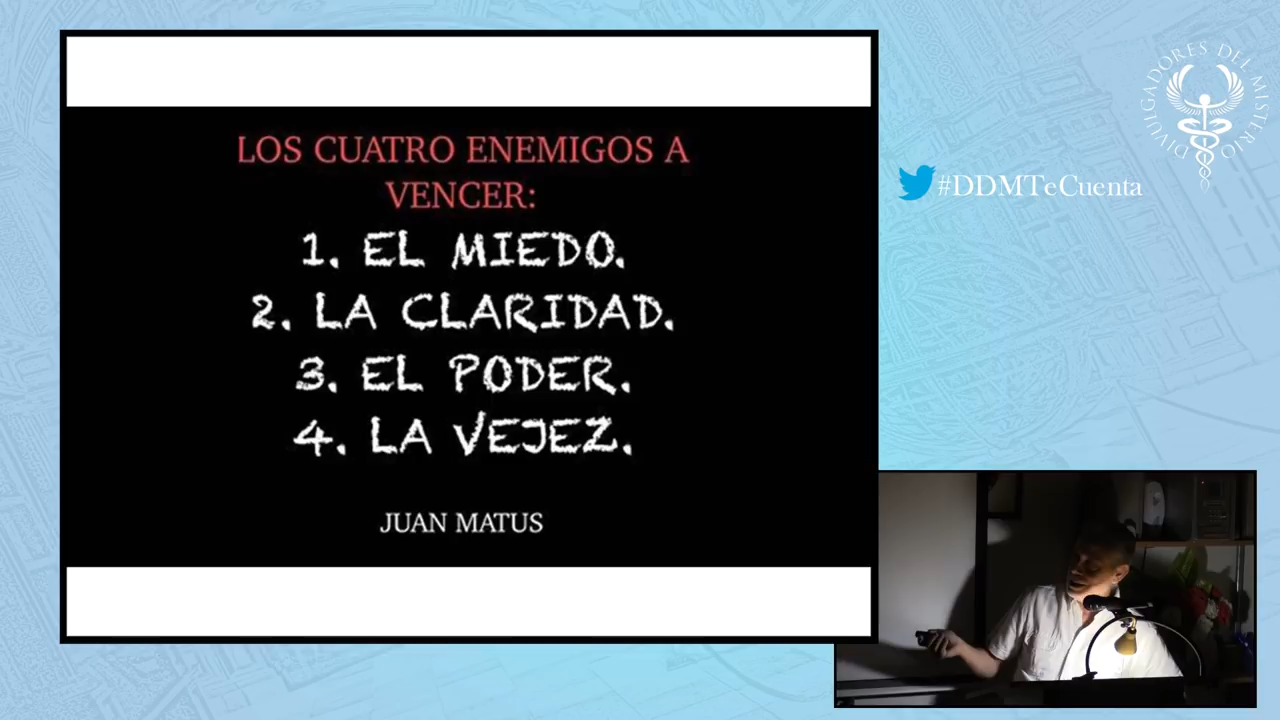 LOS CUATRO ENEMIGOS A
VENCER:
1. EL MIEDO.
2. LA CLARIDAD.
3. EL PODER.
4. LA VEJEZ.
JUAN MATUS
DIVULGADORES DEL MISTERIO
#DDMTeCuenta